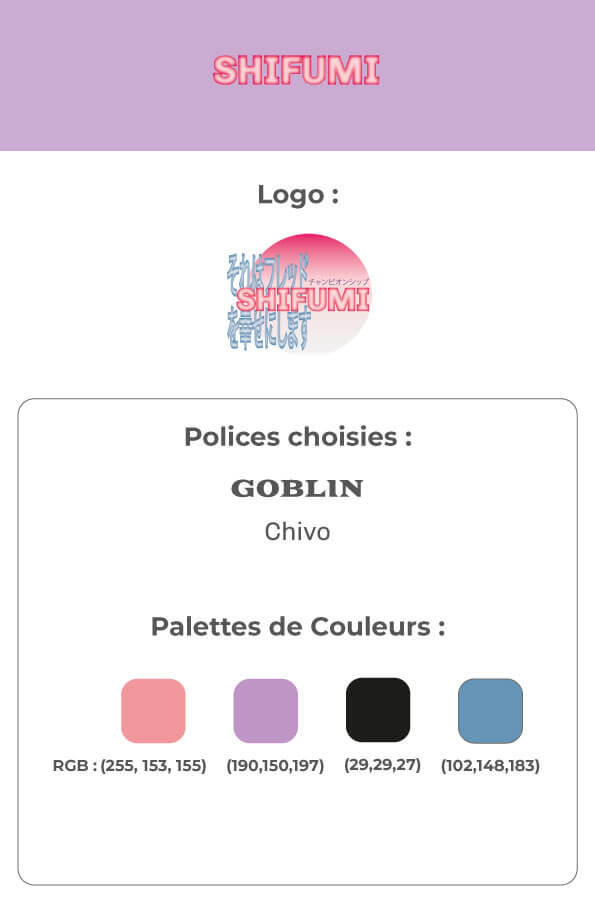 SHIFUMI
Logo :
それはフレッド
チャンピオンシップ
SHIFUMI
を幸せにします
Polices choisies :
GOBLIN
Chivo
Palettes de Couleurs :
RGB : (255, 153, 155) (190,150,197) (29,29,27) (102,148,183)